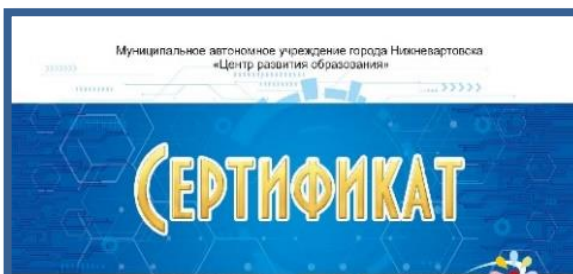 Муниципальное автономное учреждение города Нижневартовска
«Центр развития образования»
СЕРТИФИКАТ